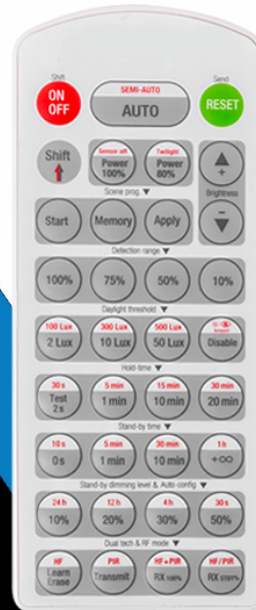 Shift
Send
ON
OFF
SEMI-AUTO
AUTO
RESET
Shift
Sensor off
Power
100%
Twilight
Power
80%
+
Brightness
Scene prog. ▼
Start
Memory
Apply
−
Detection range ▼
100%
75%
50%
10%
Daylight threshold ▼
100 Lux
2 Lux
300 Lux
10 Lux
500 Lux
50 Lux
Disable
Hold-time ▼
30 s
Test
2 s
5 min
1 min
15 min
10 min
30 min
20 min
Stand-by time ▼
10 s
0 s
5 min
1 min
30 min
10 min
1 h
+∞
Stand-by dimming level & Auto-config ▼
24 h
10%
12 h
20%
4 h
30%
30 s
50%
Dual tech & RF mode ▼
HF
Learn
Erase
PIR
Transmit
HF+PIR
RX 100%
HF/PIR
RX